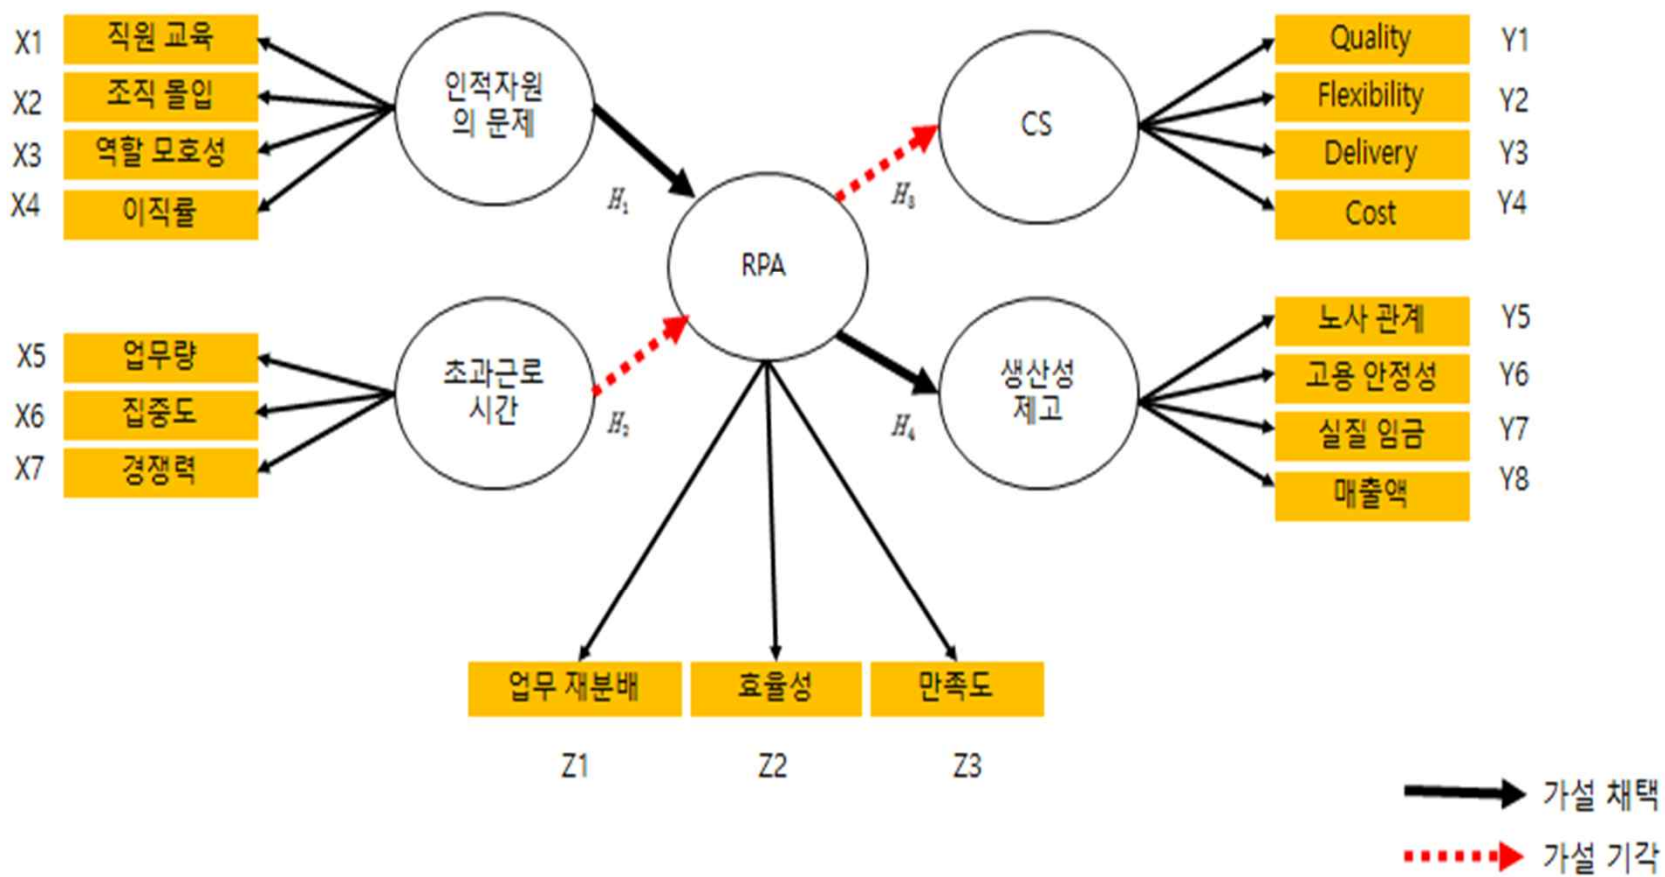 X1 직원 교육
X2 조직 몰입
X3 역할 모호성
X4 이직률
인적자원
의 문제
H₁
X5 업무량
X6 집중도
X7 경쟁력
초과근로
시간
H₂
RPA
H₃
CS
Quality Y1
Flexibility Y2
Delivery Y3
Cost Y4
H₄
생산성
제고
노사 관계 Y5
고용 안정성 Y6
실질 임금 Y7
매출액 Y8
업무 재분배 효율성 만족도
Z1 Z2 Z3
가설 채택
가설 기각